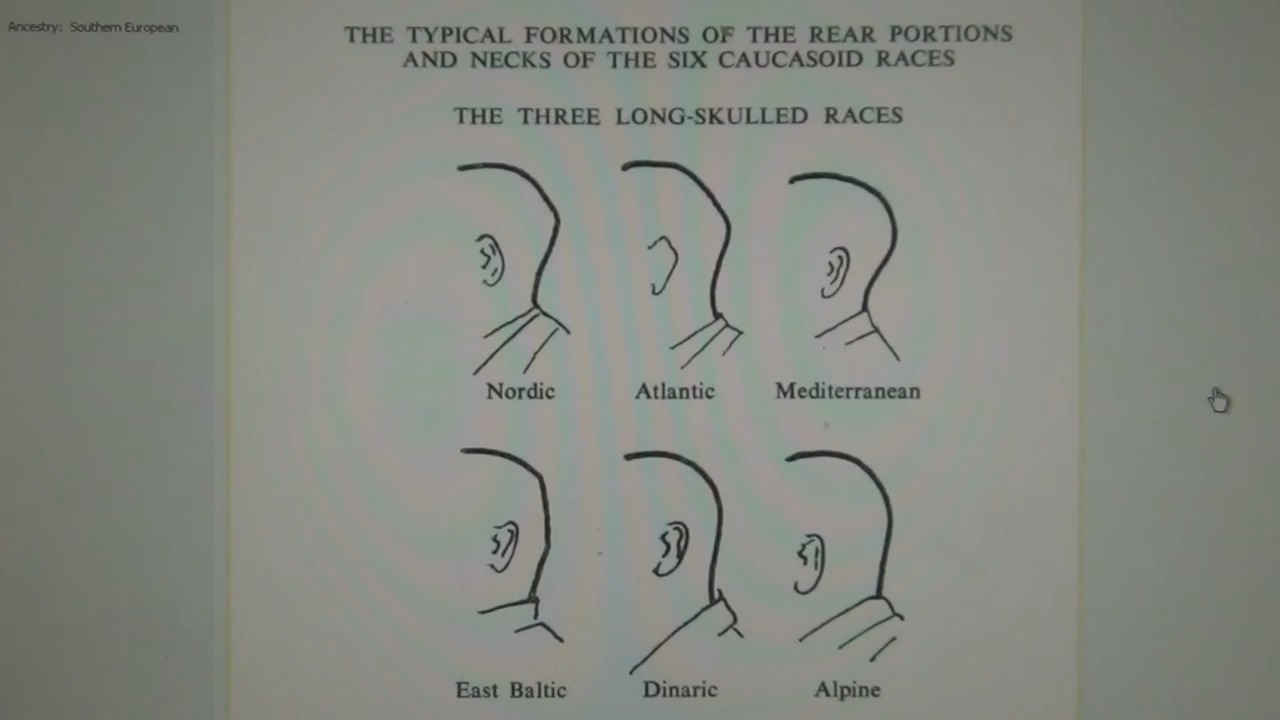 Ancestry: Southern European
THE TYPICAL FORMATIONS OF THE REAR PORTIONS
AND NECKS OF THE SIX CAUCASOID RACES
THE THREE LONG-SKULLED RACES
Nordic
Atlantic
Mediterranean
East Baltic
Dinaric
Alpine